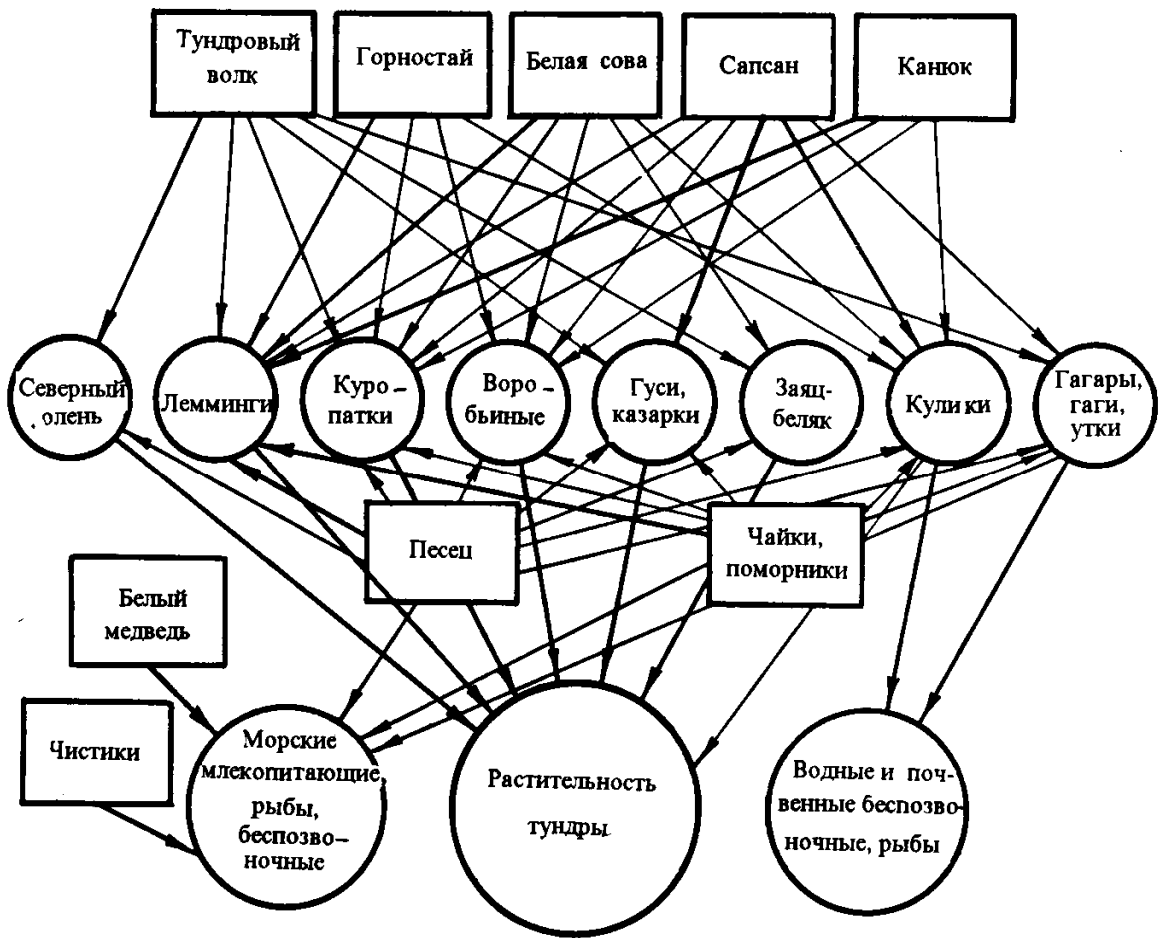 Тундровый
волк
Горностай
Белая сова
Сапсан
Канюк
Северный
олень
Лемминги
Куро-
патки
Воро-
бьиные
Гуси,
казарки
Заяц-
беляк
Кулики
Гагары,
гаги,
утки
Песец
Чайки,
поморники
Белый
медведь
Чистики
Морские
млекопитающие,
рыбы,
беспозво-
ночные
Растительность
тундры
Водные и поч-
венные беспозво-
ночные, рыбы